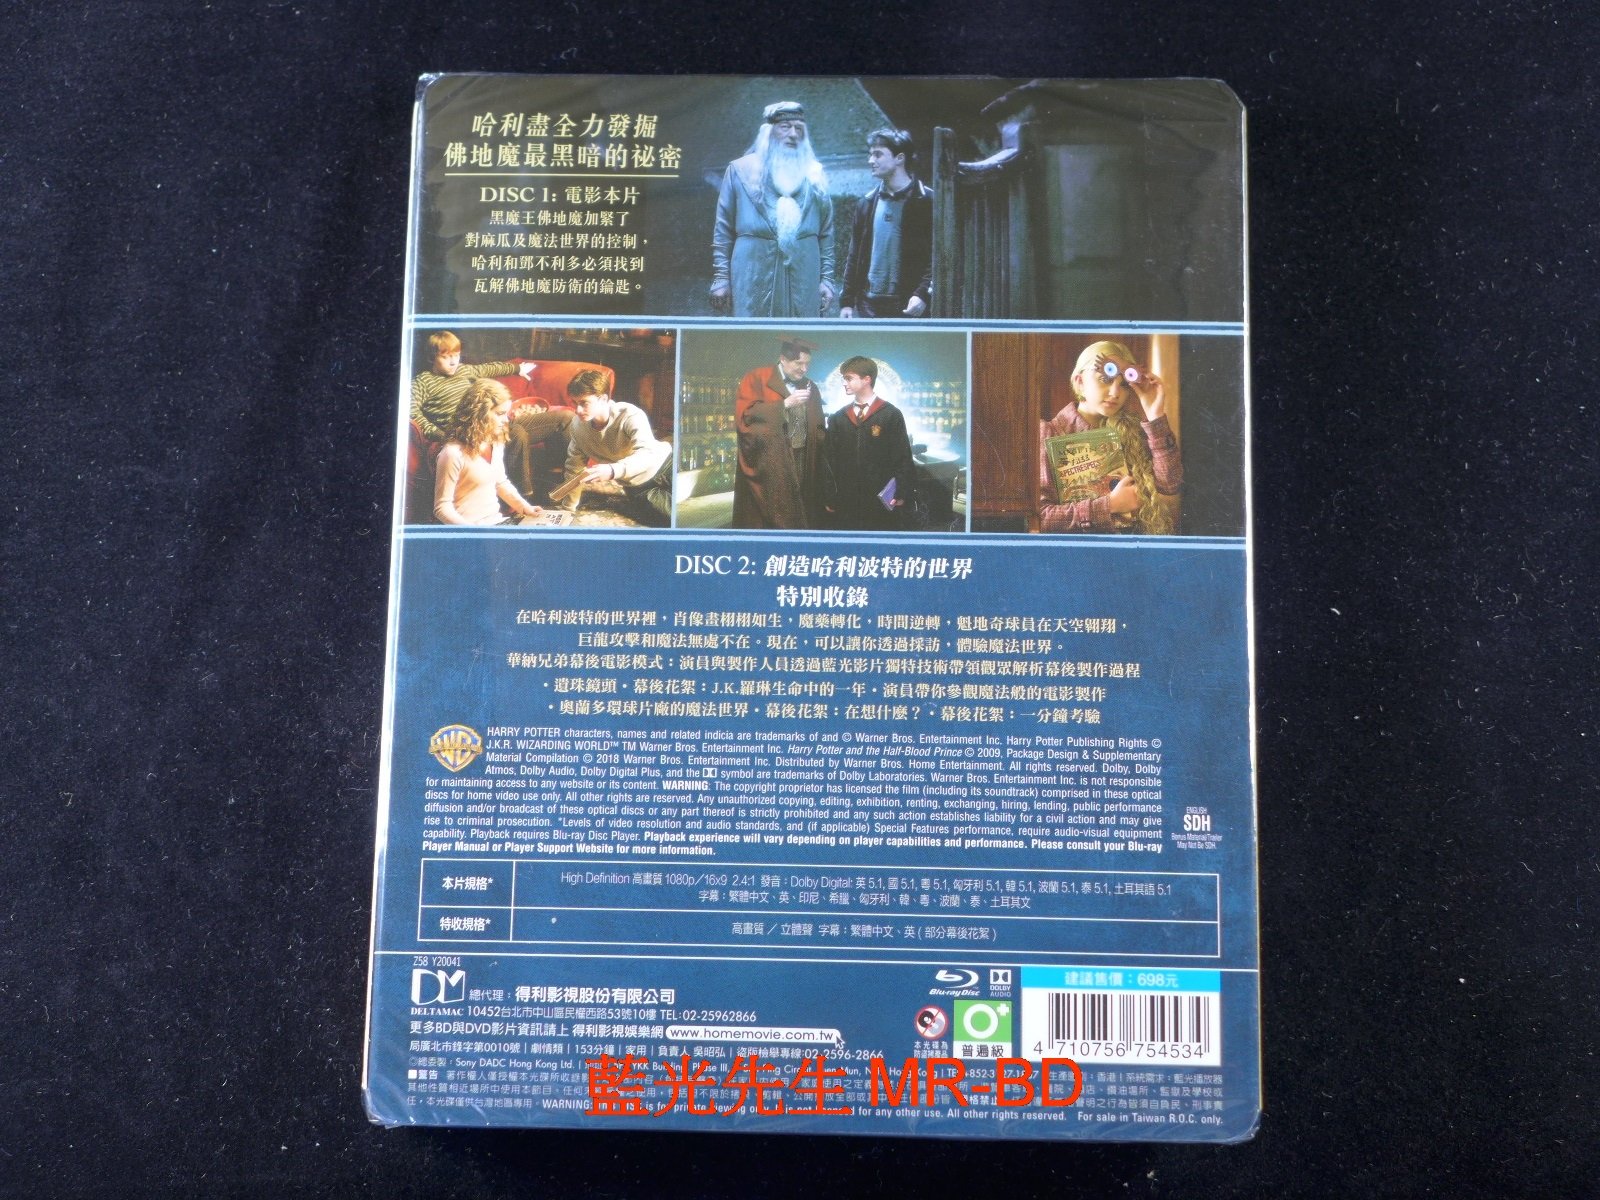 哈利盡全力發掘
佛地魔最黑暗的祕密
DISC 1: 電影本片
黑魔王佛地魔加緊了
對麻瓜及魔法世界的控制，
哈利和鄧不利多必須找到
瓦解佛地魔防衛的鑰匙。
DISC 2: 創造哈利波特的世界
特別收錄
在哈利波特的世界裡，肖像畫栩栩如生，魔藥轉化，時間逆轉，魁地奇球員在天空翱翔，
巨龍攻擊和魔法無處不在。現在，可以讓你透過採訪，體驗魔法世界。
華納兄弟幕後電影模式：演員與製作人員透過藍光影片獨特技術帶領觀眾解析幕後製作過程
・遺珠鏡頭・幕後花絮：J.K.羅琳生命中的一年・演員帶你參觀魔法般的電影製作
・奧蘭多環球片廠的魔法世界・幕後花絮：在想什麼？・幕後花絮：一分鐘考驗
HARRY POTTER characters, names and related indicia are trademarks of and © Warner Bros. Entertainment Inc. Harry Potter Publishing Rights ©
J.K.R. WIZARDING WORLD™ TM Warner Bros. Entertainment Inc. Harry Potter and the Half-Blood Prince © 2009, Package Design & Supplementary
Material Compilation © 2018 Warner Bros. Entertainment Inc. Distributed by Warner Bros. Home Entertainment. All rights reserved. Dolby, Dolby
Atmos, Dolby Audio, Dolby Digital Plus, and the symbol are trademarks of Dolby Laboratories. Warner Bros. Entertainment Inc. is not responsible
for maintaining access to any website or its content. WARNING: The copyright proprietor has licensed the film (including its soundtrack) comprised in these optical
discs for home video use only. All other rights are reserved. Any unauthorized copying, editing, exhibition, renting, exchanging, hiring, lending, public performance
diffusion and/or broadcast of these optical discs or any part thereof is strictly prohibited and any such action establishes liability for a civil action and may give
rise to criminal prosecution. *Levels of video resolution and audio standards, and (if applicable) Special Features performance, require audio-visual equipment
capability. Playback requires Blu-ray Disc Player. Playback experience will vary depending on player capabilities and performance. Please consult your Blu-ray
Player Manual or Player Support Website for more information.
ENGLISH
SDH
Bonus Material/Trailer
May Not Be SDH.
本片規格*
High Definition 高畫質 1080p／16x9 2.4:1 發音：Dolby Digital: 英 5.1, 國 5.1, 粵 5.1, 匈牙利 5.1, 韓 5.1, 波蘭 5.1, 泰 5.1, 土耳其語 5.1
字幕：繁體中文、英、印尼、希臘、匈牙利、韓、粵、波蘭、泰、土耳其文
特收規格*
高畫質／立體聲 字幕：繁體中文、英 ( 部分幕後花絮 )
Z58 Y20041
DELTAMAC
總代理：得利影視股份有限公司
10452台北市中山區民權西路53號10樓 TEL:02-25962866
更多BD與DVD影片資訊請上 得利影視娛樂網 www.homemovie.com.tw
局廣北市錄字第0010號｜劇情類｜153分鐘｜家用｜負責人 吳昭弘｜盜版檢舉專線:02-2596-2866
Blu-ray Disc
DOLBY
AUDIO
普遍級
建議售價：698元
4 710756 754534
◎總委製：Sony DADC Hong Kong Ltd.
■警告
藍光先生 MR-BD
for any other use. All other rights reserved. For sale in Taiwan R.O.C. only.